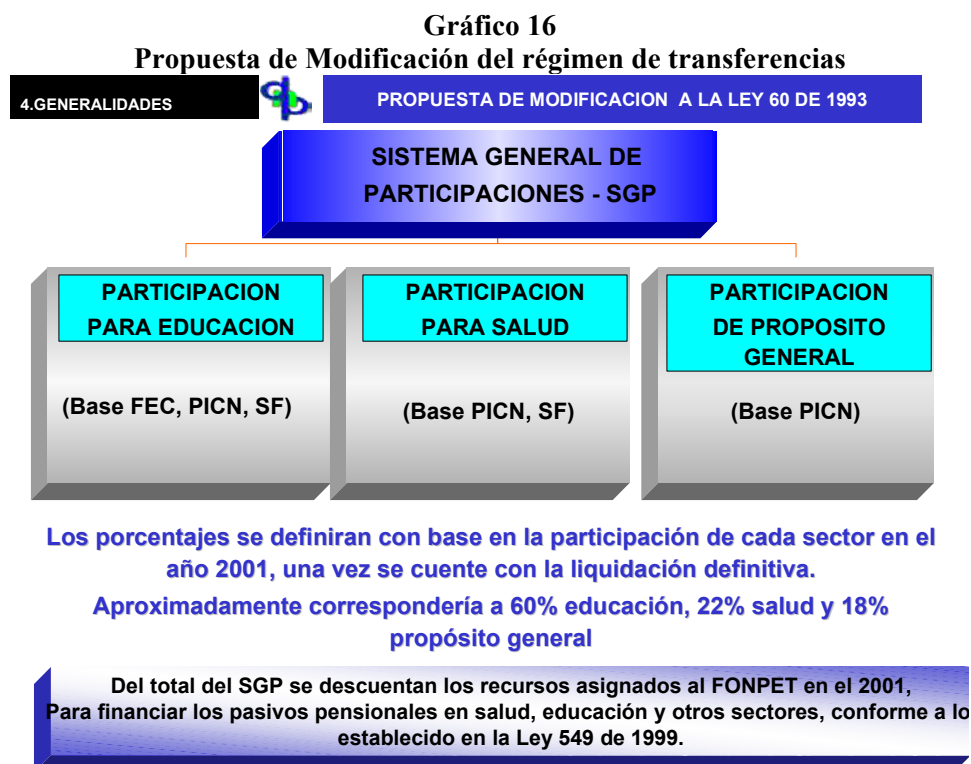 Gráfico 16
Propuesta de Modificación del régimen de transferencias
4.GENERALIDADES
PROPUESTA DE MODIFICACION A LA LEY 60 DE 1993
SISTEMA GENERAL DE
PARTICIPACIONES - SGP
PARTICIPACION
PARA EDUCACION
(Base FEC, PICN, SF)
PARTICIPACION
PARA SALUD
(Base PICN, SF)
PARTICIPACION
DE PROPOSITO
GENERAL
(Base PICN)
Los porcentajes se definiran con base en la participación de cada sector en el
año 2001, una vez se cuente con la liquidación definitiva.
Aproximadamente correspondería a 60% educación, 22% salud y 18%
propósito general
Del total del SGP se descuentan los recursos asignados al FONPET en el 2001,
Para financiar los pasivos pensionales en salud, educación y otros sectores, conforme a lo
establecido en la Ley 549 de 1999.